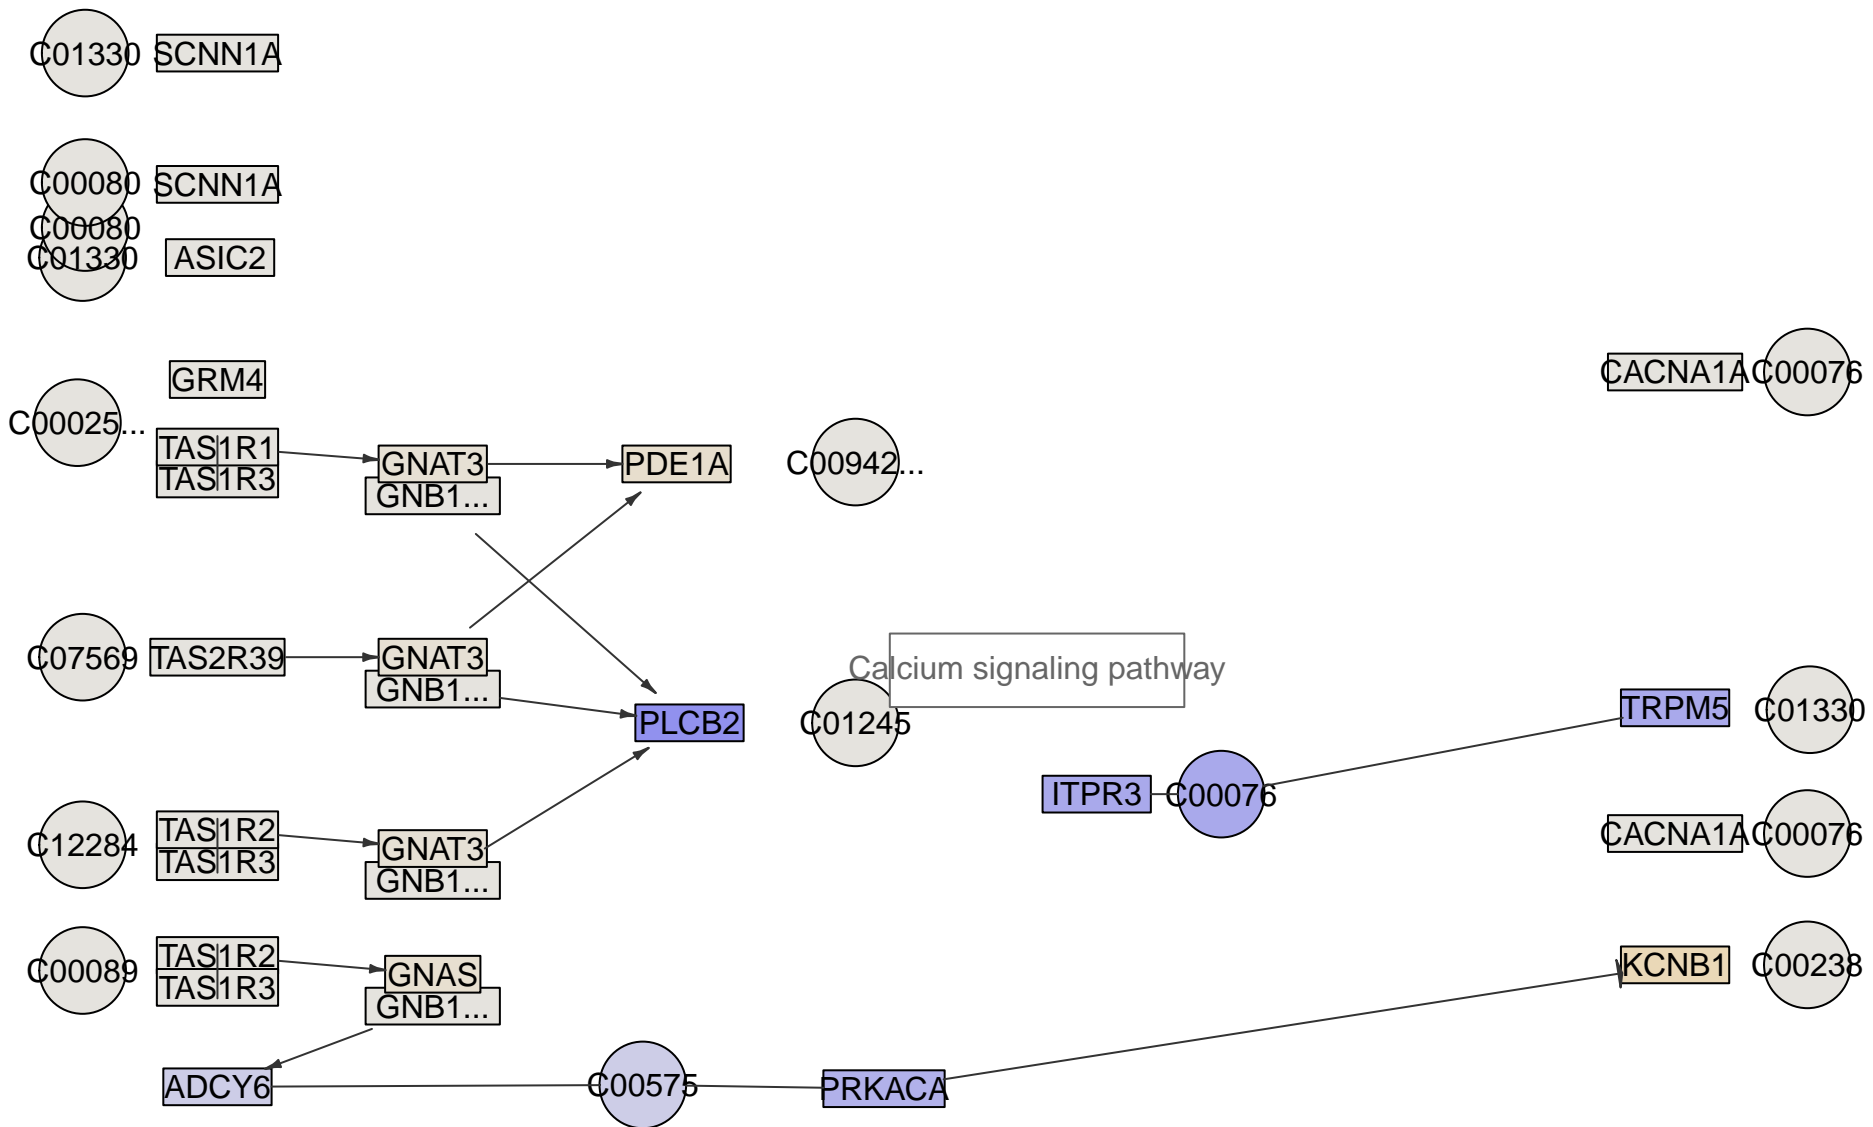 C01330
SCNN1A
C00080
SCNN1A
C00080
C01330
ASIC2
GRM4
CACNA1A
C00076
C00025...
TAS1R1
TAS1R3
GNAT3
GNB1...
PDE1A
C00942...
C07569
TAS2R39
GNAT3
GNB1...
Calcium signaling pathway
PLCB2
C01245
TRPM5
C01330
ITPR3
C00076
C12284
TAS1R2
TAS1R3
GNAT3
GNB1...
CACNA1A
C00076
C00089
TAS1R2
TAS1R3
GNAS
GNB1...
KCNB1
C00238
ADCY6
C00575
PRKACA